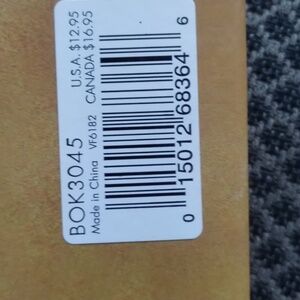 BOK3045 U.S.A. $12.95
Made in China VF6182 CANADA $16.95
0 15012 68364 6